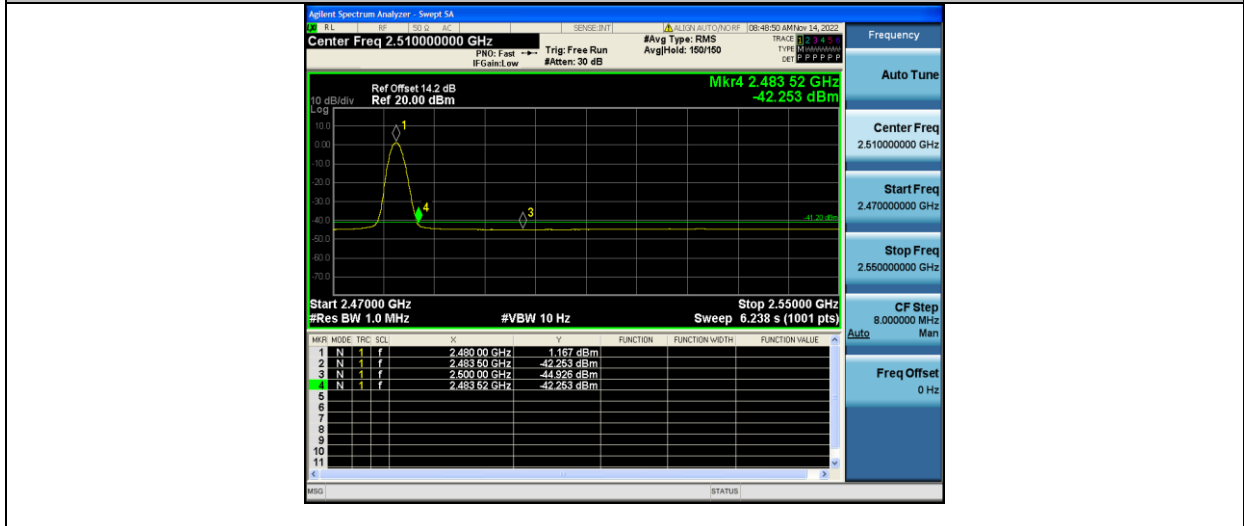 Agilent Spectrum Analyzer - Swept SA
RL RF 50 Ω AC SENSE:INT ALIGN AUTO/NO RF 08:48:50 AM Nov 14, 2022
Center Freq 2.510000000 GHz
PNO: Fast
IFGain:Low
Trig: Free Run
#Atten: 30 dB
#Avg Type: RMS
Avg|Hold: 150/150
TRACE 1 2 3 4 5 6
TYPE MWWWWW
DET P P P P P P
Mkr4 2.483 52 GHz
-42.253 dBm
Ref Offset 14.2 dB
10 dB/div Ref 20.00 dBm
Log
10.0
0.00
-10.0
-20.0
-30.0
-40.0
-50.0
-60.0
-70.0
1
4
3
-41.20 dBm
Start 2.47000 GHz Stop 2.55000 GHz
#Res BW 1.0 MHz #VBW 10 Hz Sweep 6.238 s (1001 pts)
MKR MODE TRC SCL X Y FUNCTION FUNCTION WIDTH FUNCTION VALUE
1 N 1 f 2.480 00 GHz 1.167 dBm
2 N 1 f 2.483 50 GHz -42.253 dBm
3 N 1 f 2.500 00 GHz -44.926 dBm
4 N 1 f 2.483 52 GHz -42.253 dBm
5
6
7
8
9
10
11
MSG STATUS
Frequency
Auto Tune
Center Freq
2.510000000 GHz
Start Freq
2.470000000 GHz
Stop Freq
2.550000000 GHz
CF Step
8.000000 MHz
Auto Man
Freq Offset
0 Hz